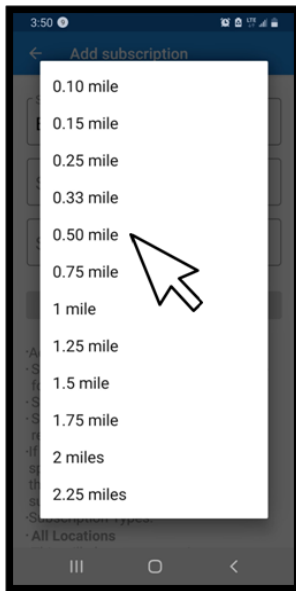 3:50
LTE
Add subscription
0.10 mile
0.15 mile
0.25 mile
0.33 mile
0.50 mile
0.75 mile
1 mile
1.25 mile
1.5 mile
1.75 mile
2 miles
2.25 miles
Subscription Types:
· All Locations